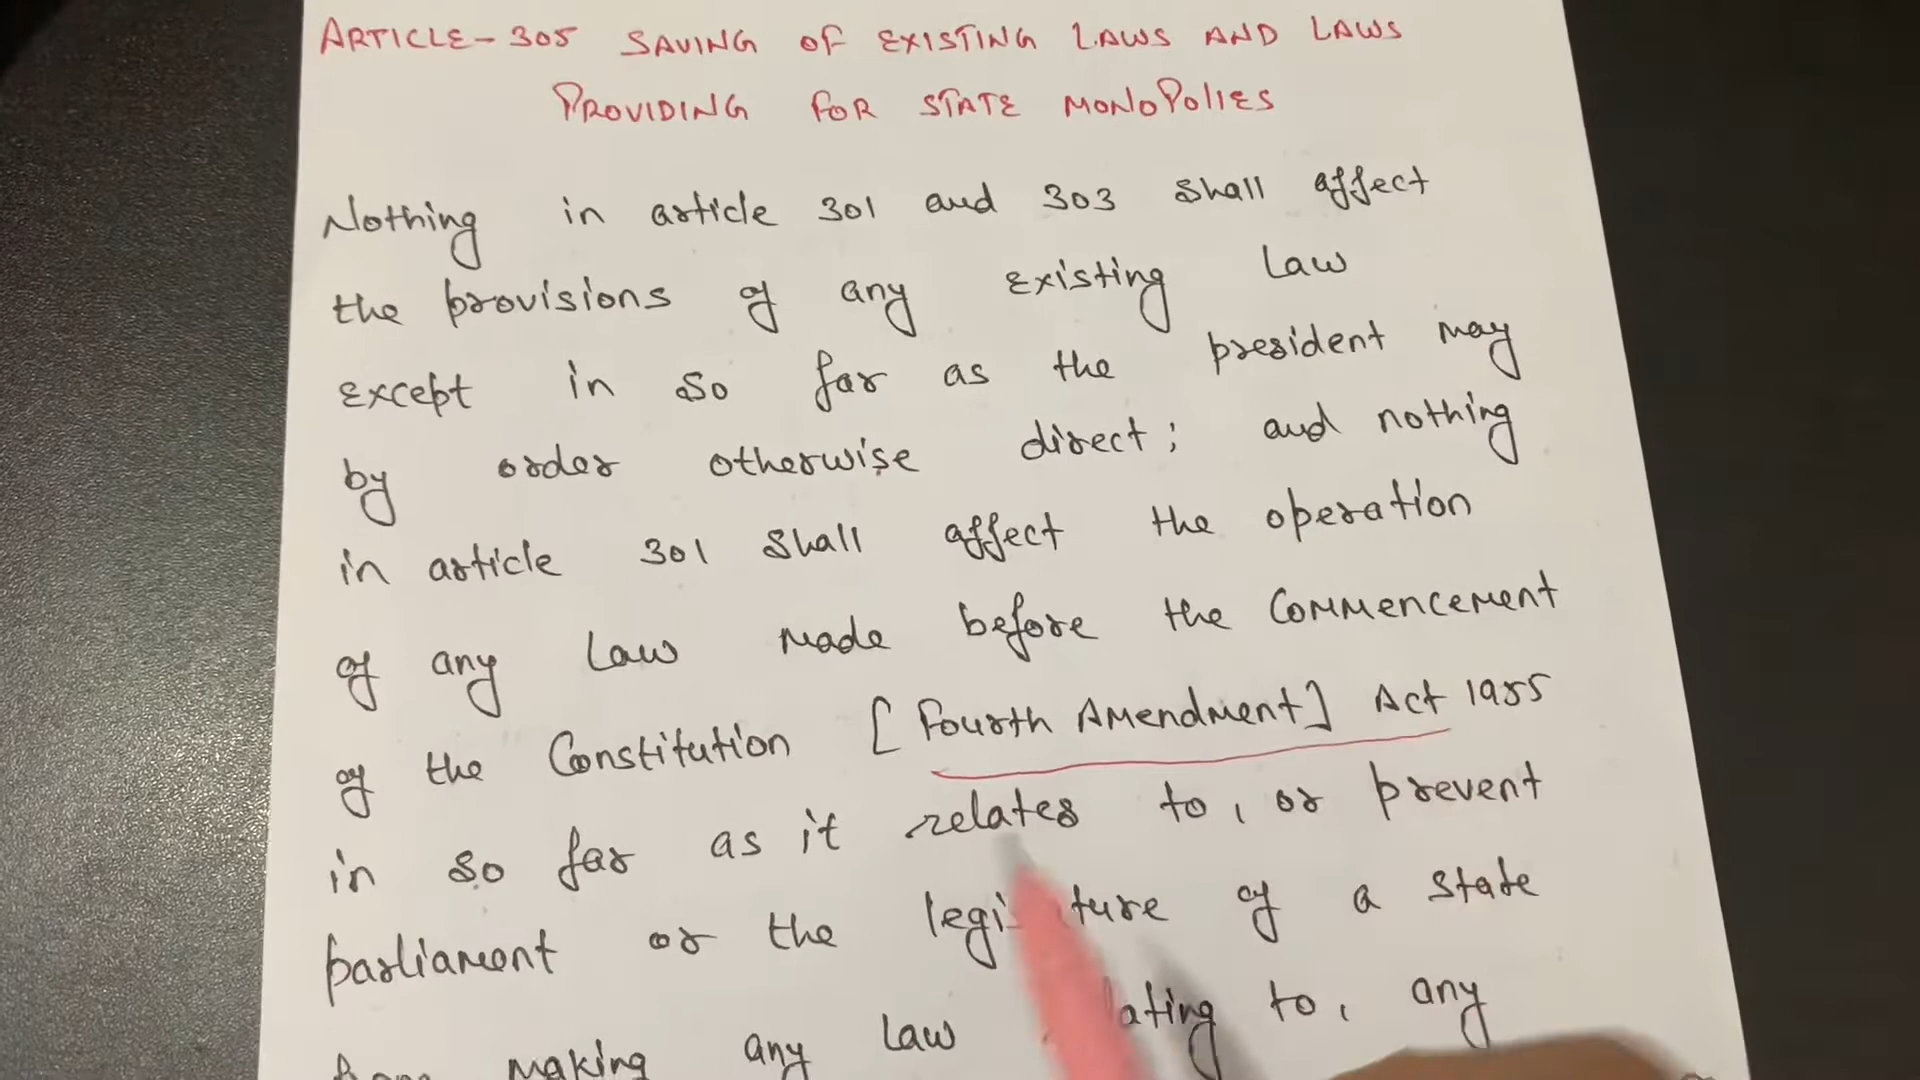 ARTICLE-305 SAVING OF EXISTING LAWS AND LAWS
PROVIDING FOR STATE MONOPOLIES
Nothing in article 301 and 303 shall affect
the provisions of any existing law
except in so far as the president may
by order otherwise direct; and nothing
in article 301 shall affect the operation
of any law made before the commencement
of the Constitution [Fourth Amendment] Act 1955
in so far as it relates to, or prevent
parliament or the legislature of a state
making any law to, any